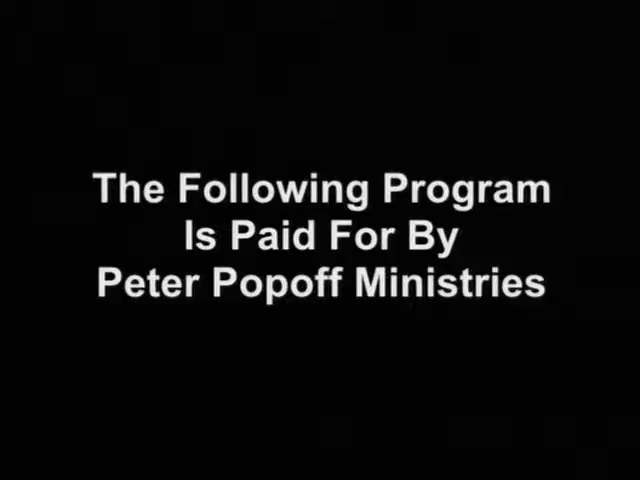 The Following Program
Is Paid For By
Peter Popoff Ministries